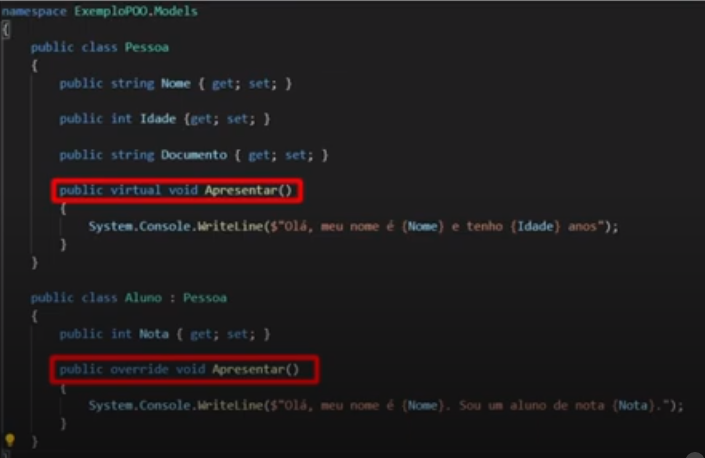 namespace ExemploPOO.Models
{
public class Pessoa
{
public string Nome { get; set; }
public int Idade {get; set; }
public string Documento { get; set; }
public virtual void Apresentar()
{
System.Console.WriteLine($"Olá, meu nome é {Nome} e tenho {Idade} anos");
}
}
public class Aluno : Pessoa
{
public int Nota { get; set; }
public override void Apresentar()
{
System.Console.WriteLine($"Olá, meu nome é {Nome}. Sou um aluno de nota {Nota}.");
}
}